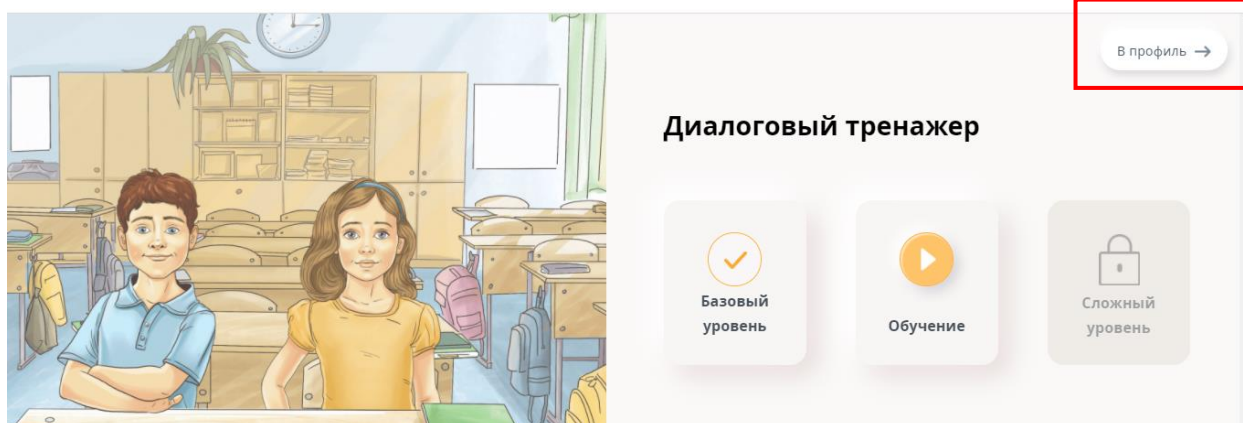 В профиль →
Диалоговый тренажер
Базовый
уровень
Обучение
Сложный
уровень